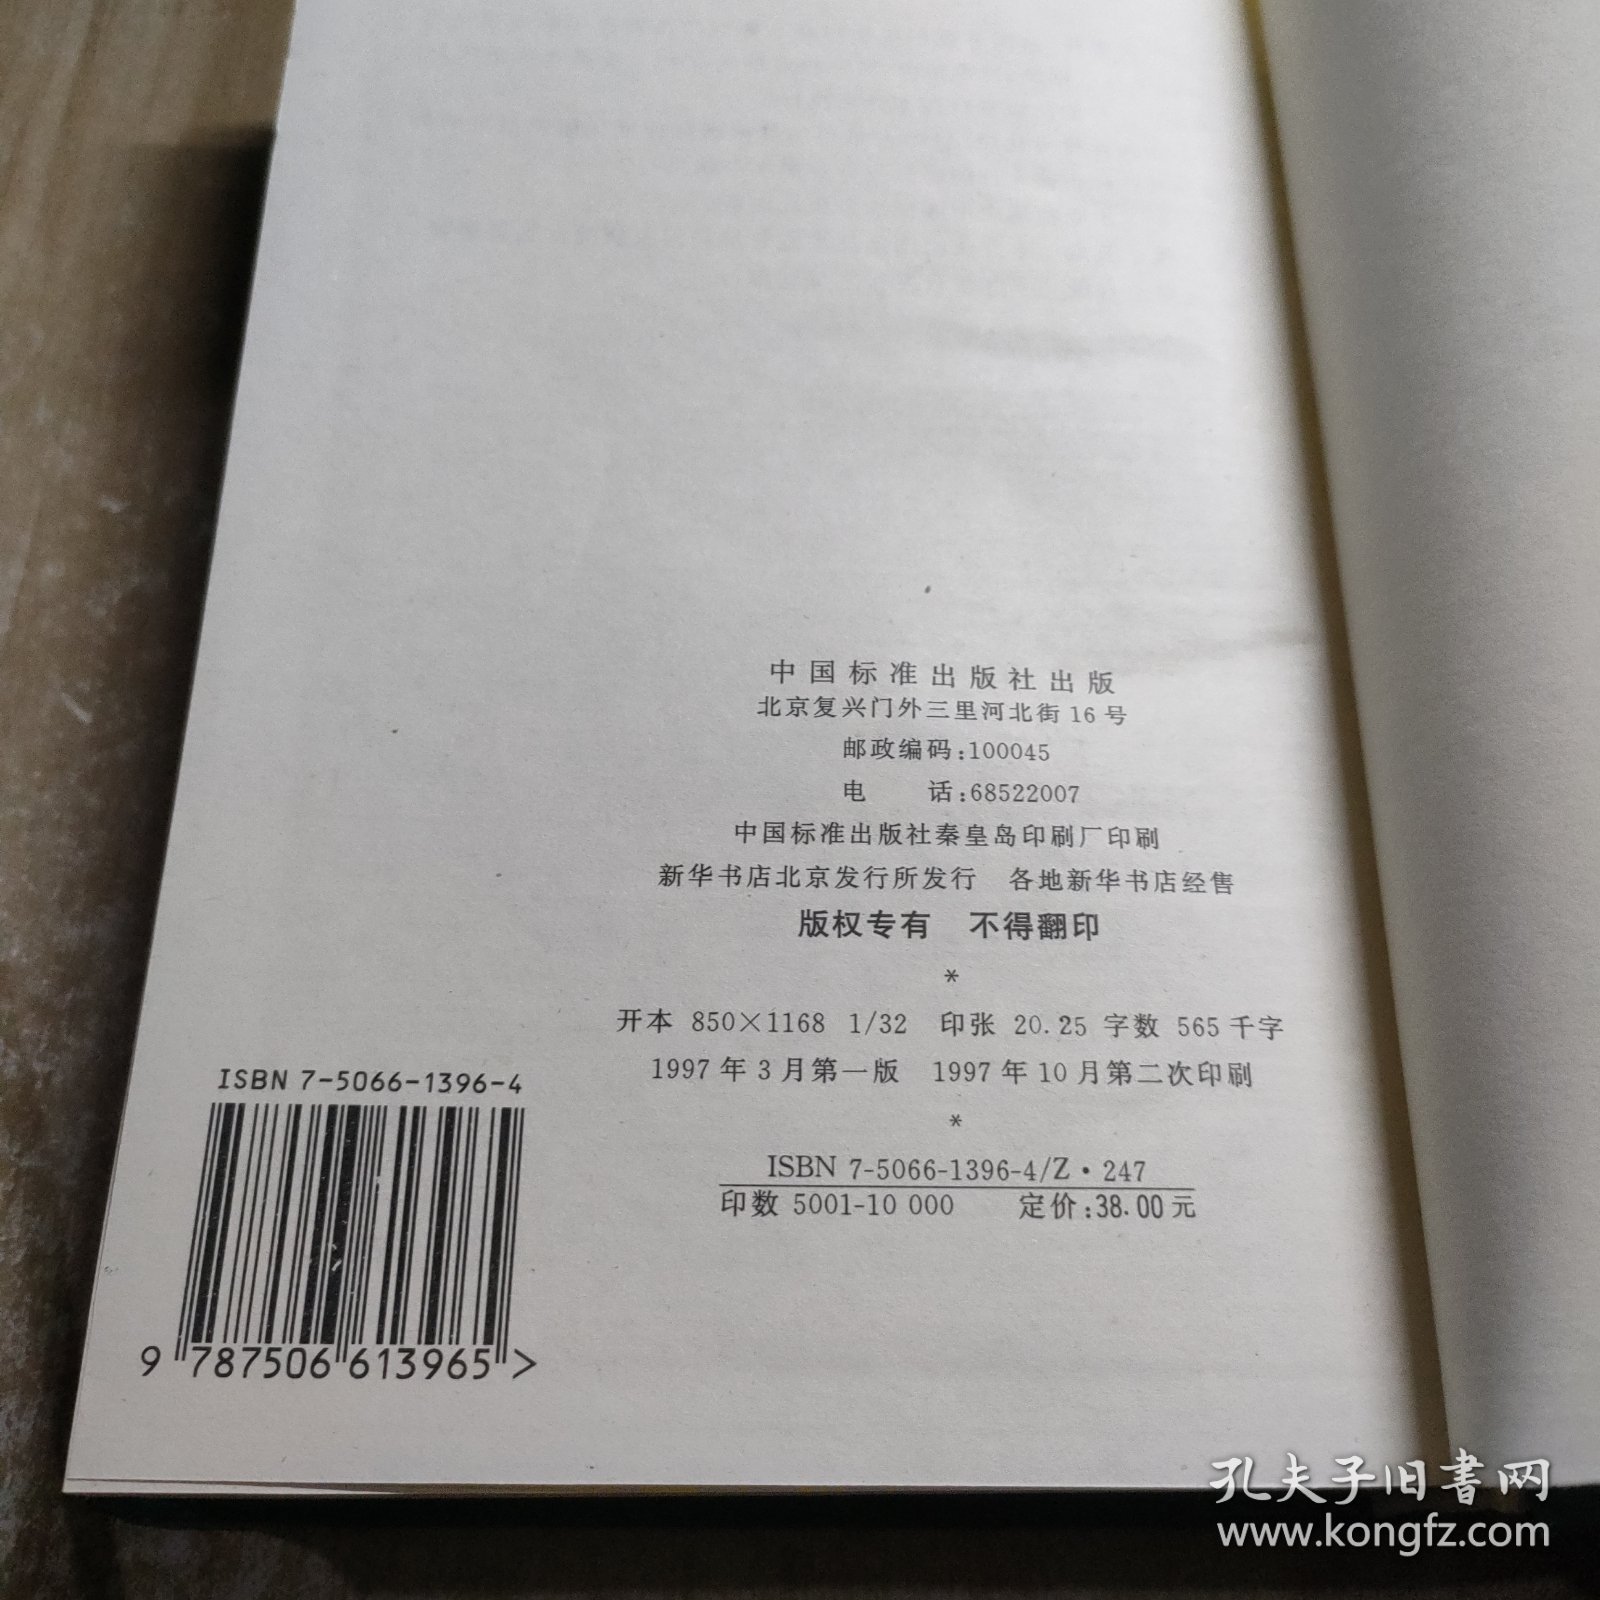 中国标准出版社出版
北京复兴门外三里河北街16号
邮政编码:100045
电 话:68522007
中国标准出版社秦皇岛印刷厂印刷
新华书店北京发行所发行 各地新华书店经售
版权专有 不得翻印
*
开本 850×1168 1/32 印张 20.25 字数 565千字
1997年3月第一版 1997年10月第二次印刷
*
ISBN 7-5066-1396-4/Z·247
印数 5001-10 000 定价:38.00元
ISBN 7-5066-1396-4
9 787506 613965 >
孔夫子旧书网
www.kongfz.com